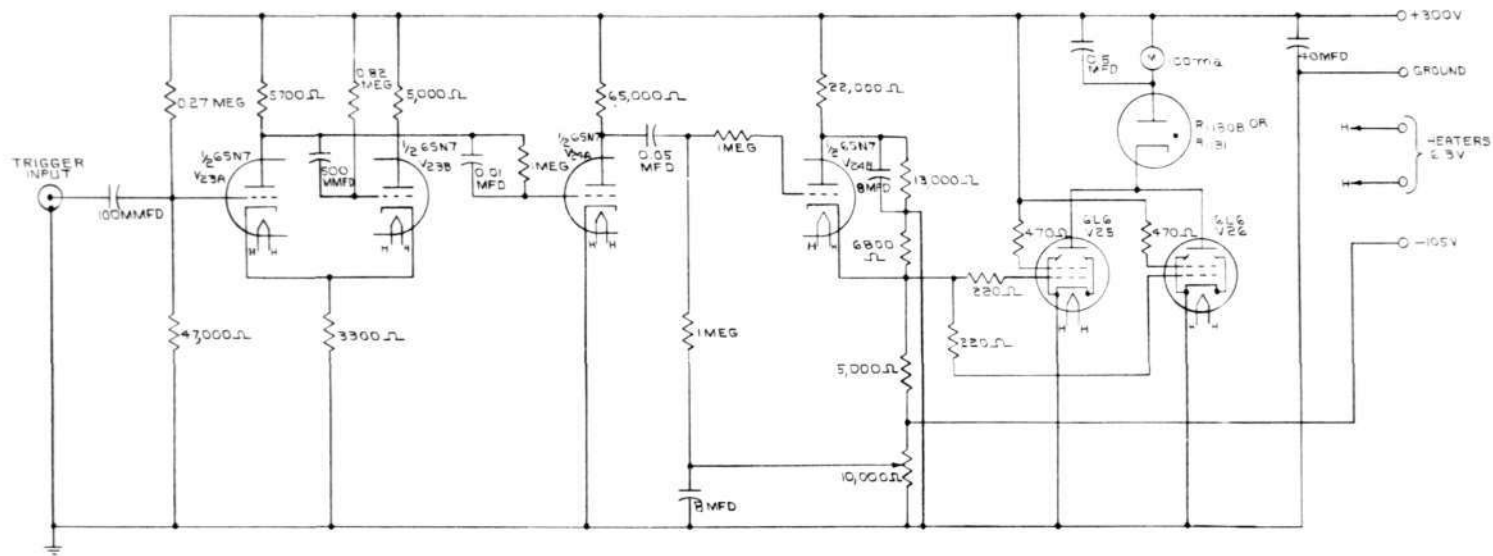 +300V
0.27 MEG
5700Ω
0.82
MEG
5,000Ω
65,000Ω
22,000Ω
0.5
MFD
M
40MFD
GROUND
1/2 6SN7
V23A
500
MMFD
1/2 6SN7
V23B
0.01
MFD
1MEG
1/2 6SN7
V24A
0.05
MFD
1MEG
1/2 6SN7
V24B
8MFD
13,000Ω
R1130B OR
R1131
H
HEATERS
6.3V
H
TRIGGER
INPUT
100MMFD
H H
H H
H H
H H
6800
Ω
470Ω
6L6
V25
470Ω
6L6
V26
-105V
220Ω
H H
H H
47,000Ω
3300Ω
1MEG
220Ω
5,000Ω
10,000Ω
8MFD